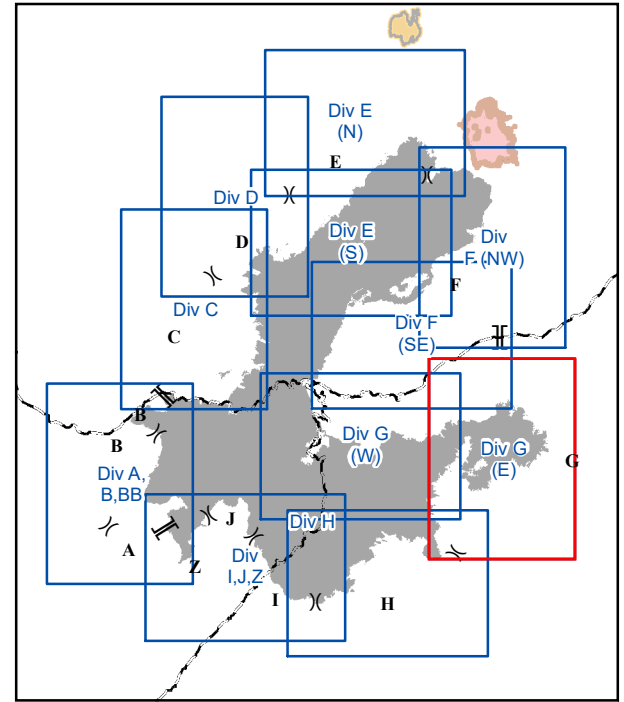 Div E
(N)
E
Div D
Div E
(S)
D
Div
F (NW)
F
Div C
Div F
(SE)
C
B
B
Div G
(W)
Div G
(E)
G
Div A,
B,BB
J
Div H
A
Z
Div
I,J,Z
I
H